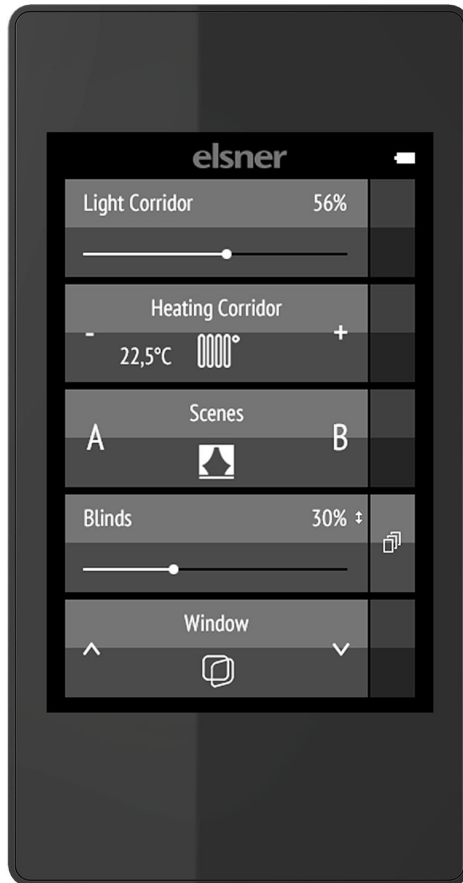 elsner
Light Corridor 56%
Heating Corridor
- +
22,5°C
Scenes
A B
Blinds 30%
Window